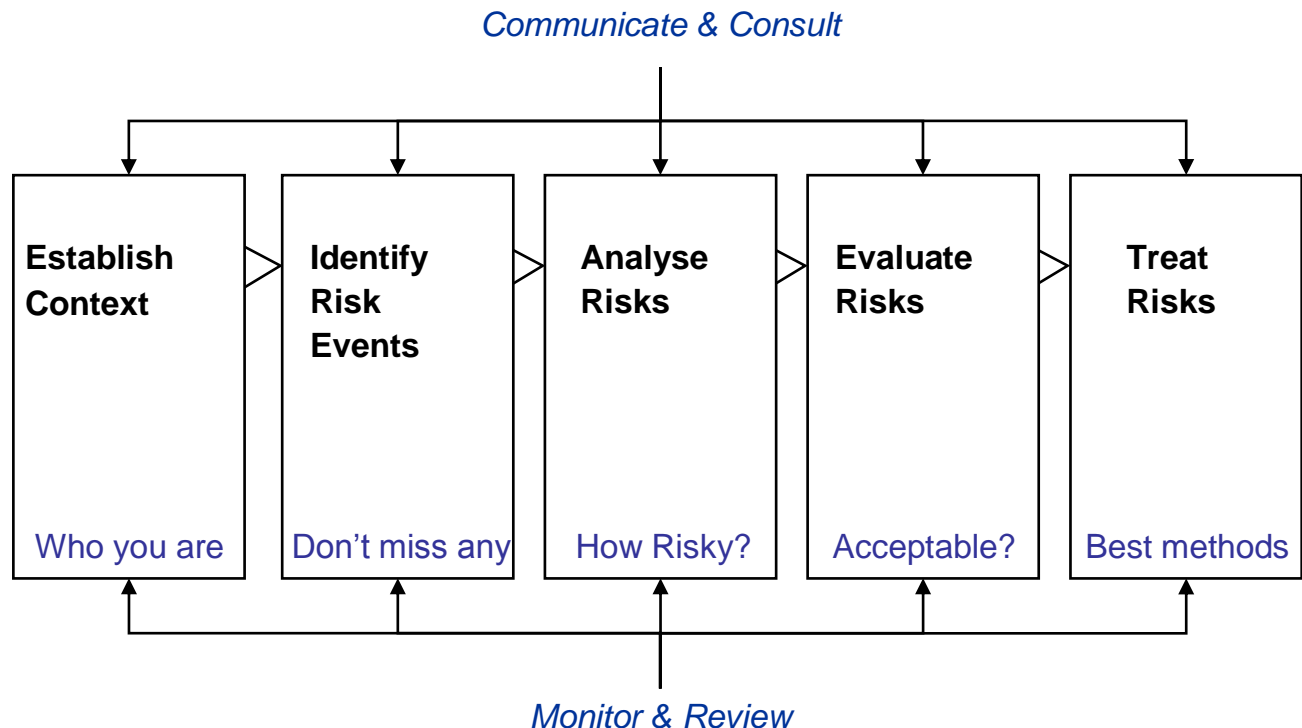 Communicate & Consult
Establish
Context
Who you are
Identify
Risk
Events
Don’t miss any
Analyse
Risks
How Risky?
Evaluate
Risks
Acceptable?
Treat
Risks
Best methods
Monitor & Review